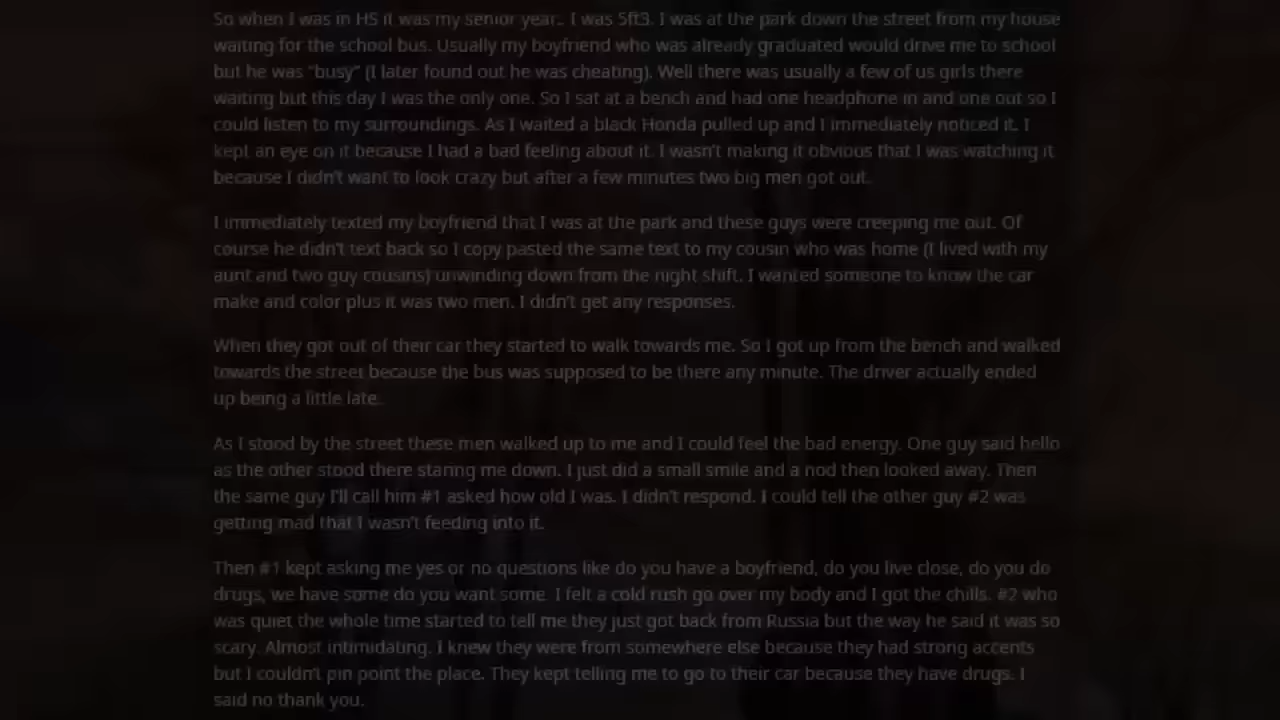 So when I was in HS it was my senior year.. I was 5ft3. I was at the park down the street from my house
waiting for the school bus. Usually my boyfriend who was already graduated would drive me to school
but he was "busy" (I later found out he was cheating). Well there was usually a few of us girls there
waiting but this day I was the only one. So I sat at a bench and had one headphone in and one out so I
could listen to my surroundings. As I waited a black Honda pulled up and I immediately noticed it. I
kept an eye on it because I had a bad feeling about it. I wasn't making it obvious that I was watching it
because I didn't want to look crazy but after a few minutes two big men got out.
I immediately texted my boyfriend that I was at the park and these guys were creeping me out. Of
course he didn't text back so I copy pasted the same text to my cousin who was home (I lived with my
aunt and two guy cousins) unwinding down from the night shift. I wanted someone to know the car
make and color plus it was two men. I didn't get any responses.
When they got out of their car they started to walk towards me. So I got up from the bench and walked
towards the street because the bus was supposed to be there any minute. The driver actually ended
up being a little late.
As I stood by the street these men walked up to me and I could feel the bad energy. One guy said hello
as the other stood there staring me down. I just did a small smile and a nod then looked away. Then
the same guy I'll call him #1 asked how old I was. I didn't respond. I could tell the other guy #2 was
getting mad that I wasn't feeding into it.
Then #1 kept asking me yes or no questions like do you have a boyfriend, do you live close, do you do
drugs, we have some do you want some. I felt a cold rush go over my body and I got the chills. #2 who
was quiet the whole time started to tell me they just got back from Russia but the way he said it was so
scary. Almost intimidating. I knew they were from somewhere else because they had strong accents
but I couldn't pin point the place. They kept telling me to go to their car because they have drugs. I
said no thank you.